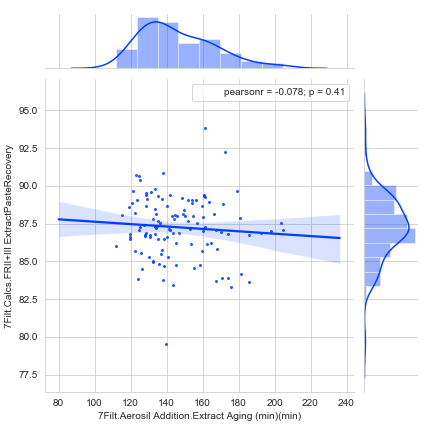 pearsonr = -0.078; p = 0.41
95.0
92.5
90.0
87.5
85.0
82.5
80.0
77.5
7Filt.Calcs.FRII+III ExtractPasteRecovery
80 100 120 140 160 180 200 220 240
7Filt.Aerosil Addition.Extract Aging (min)(min)